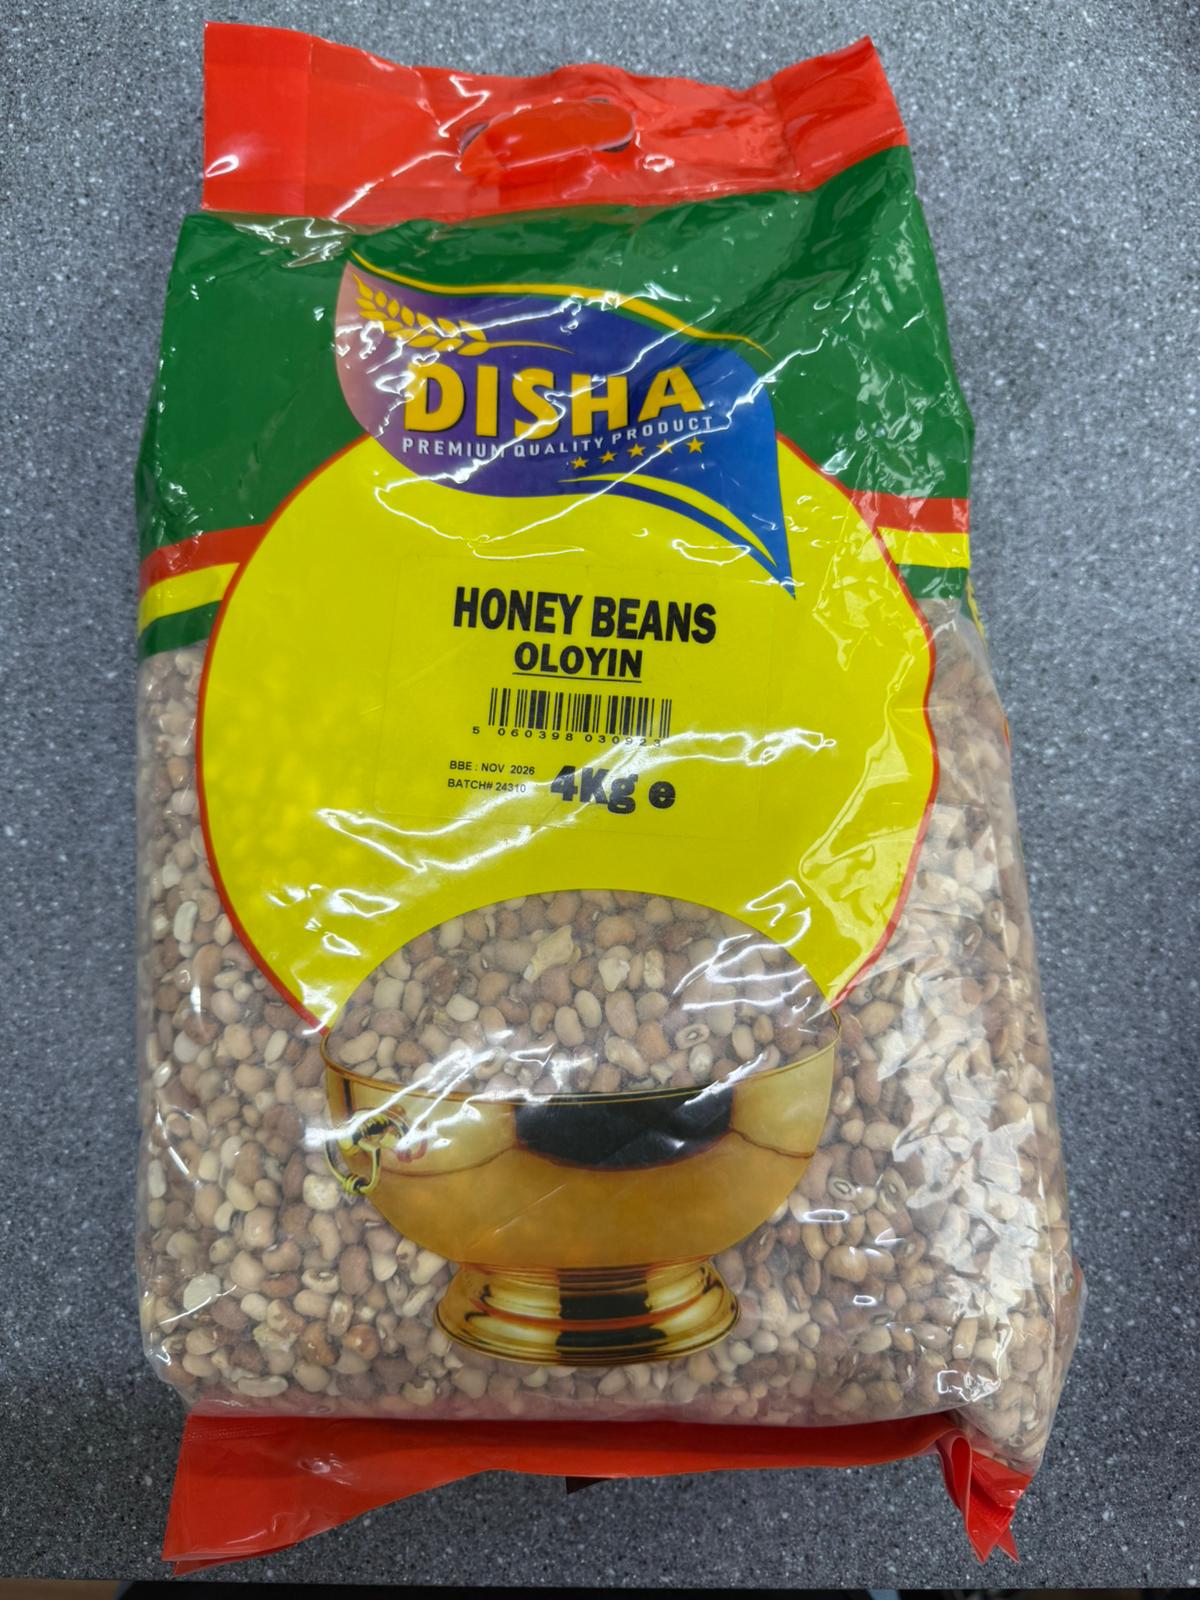 DISHA
PREMIUM QUALITY PRODUCT
HONEY BEANS
OLOYIN
5 060398 030923
BBE : NOV 2026
BATCH# 24310
4Kg e